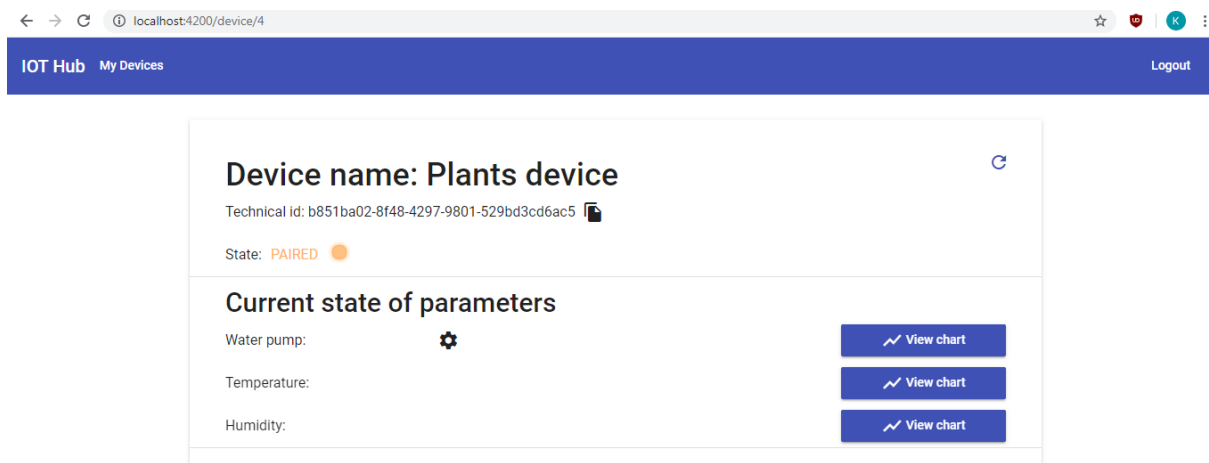 localhost:4200/device/4
K
IOT Hub My Devices Logout
Device name: Plants device
Technical id: b851ba02-8f48-4297-9801-529bd3cd6ac5
State: PAIRED
Current state of parameters
Water pump: View chart
Temperature: View chart
Humidity: View chart